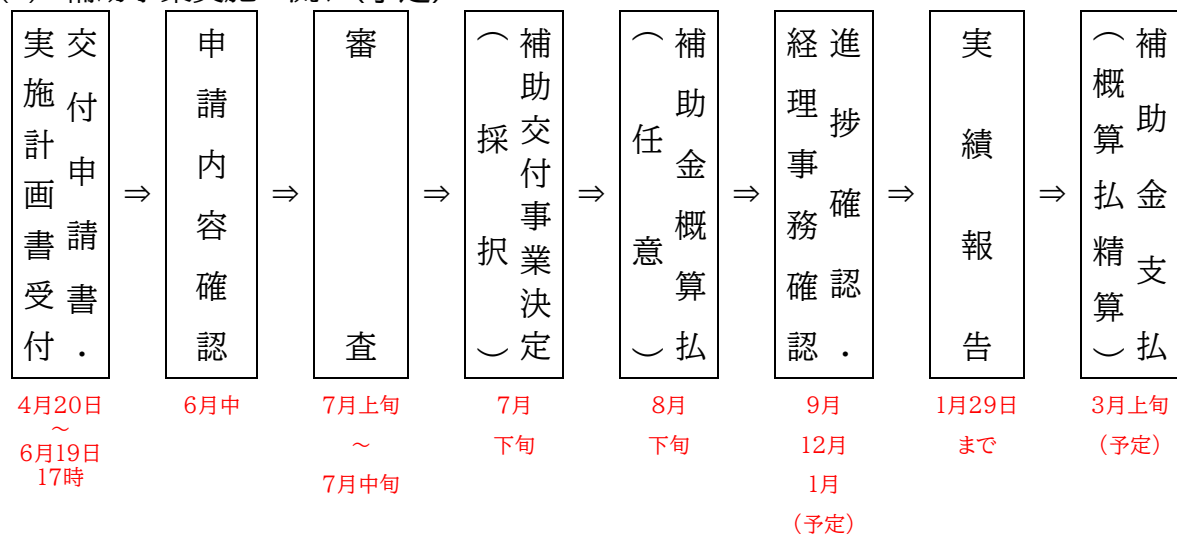 交付申請書・
実施計画書受付
⇒
申請内容確認
⇒
審査
⇒
補助交付事業決定
（採択）
⇒
補助金概算払
（任意）
⇒
進捗確認・
経理事務確認
⇒
実績報告
⇒
補助金支払
（概算払精算）
4月20日
～
6月19日
17時
6月中
7月上旬
～
7月中旬
7月
下旬
8月
下旬
9月
12月
1月
（予定）
1月29日
まで
3月上旬
（予定）